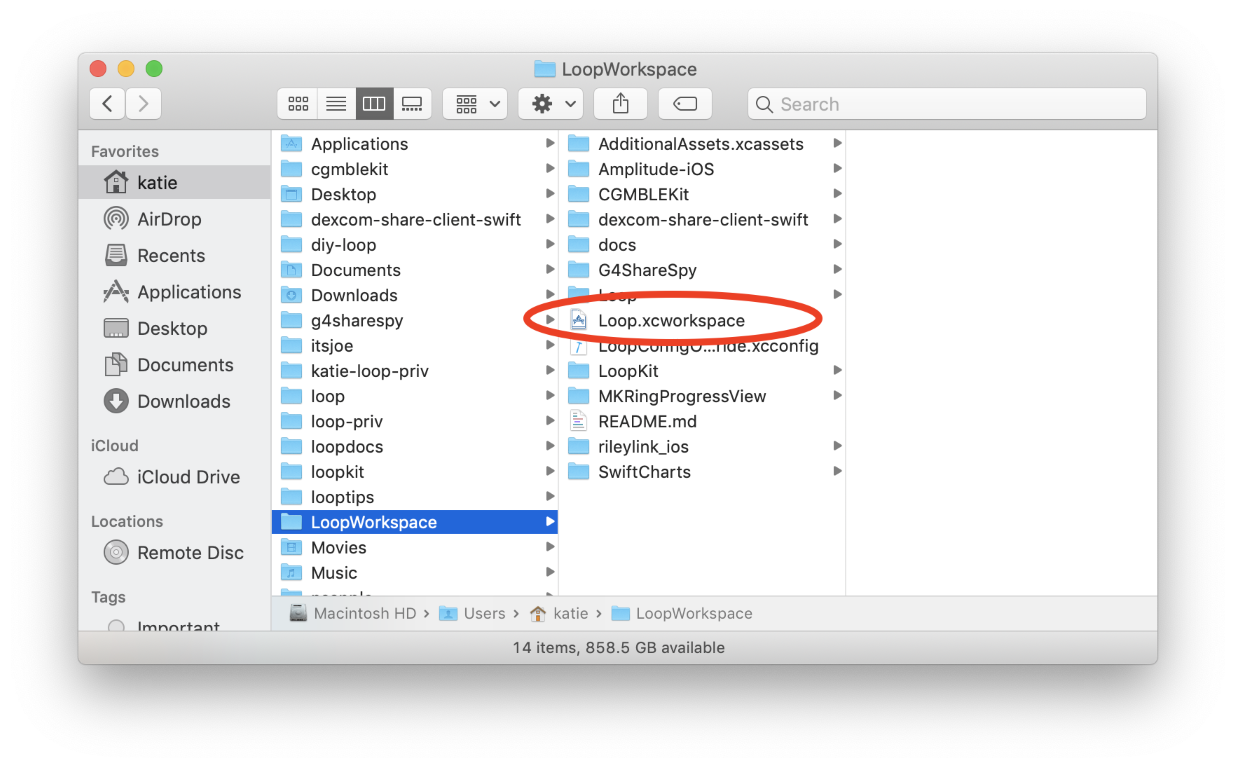 LoopWorkspace
Search
Favorites
katie
AirDrop
Recents
Applications
Desktop
Documents
Downloads
iCloud
iCloud Drive
Locations
Remote Disc
Tags
Important
Applications
cgmblekit
Desktop
dexcom-share-client-swift
diy-loop
Documents
Downloads
g4sharespy
itsjoe
katie-loop-priv
loop
loop-priv
loopdocs
loopkit
looptips
LoopWorkspace
Movies
Music
AdditionalAssets.xcassets
Amplitude-iOS
CGMBLEKit
dexcom-share-client-swift
docs
G4ShareSpy
Loop
Loop.xcworkspace
LoopConfigO...ride.xcconfig
LoopKit
MKRingProgressView
README.md
rileylink_ios
SwiftCharts
Macintosh HD › Users › katie › LoopWorkspace
14 items, 858.5 GB available